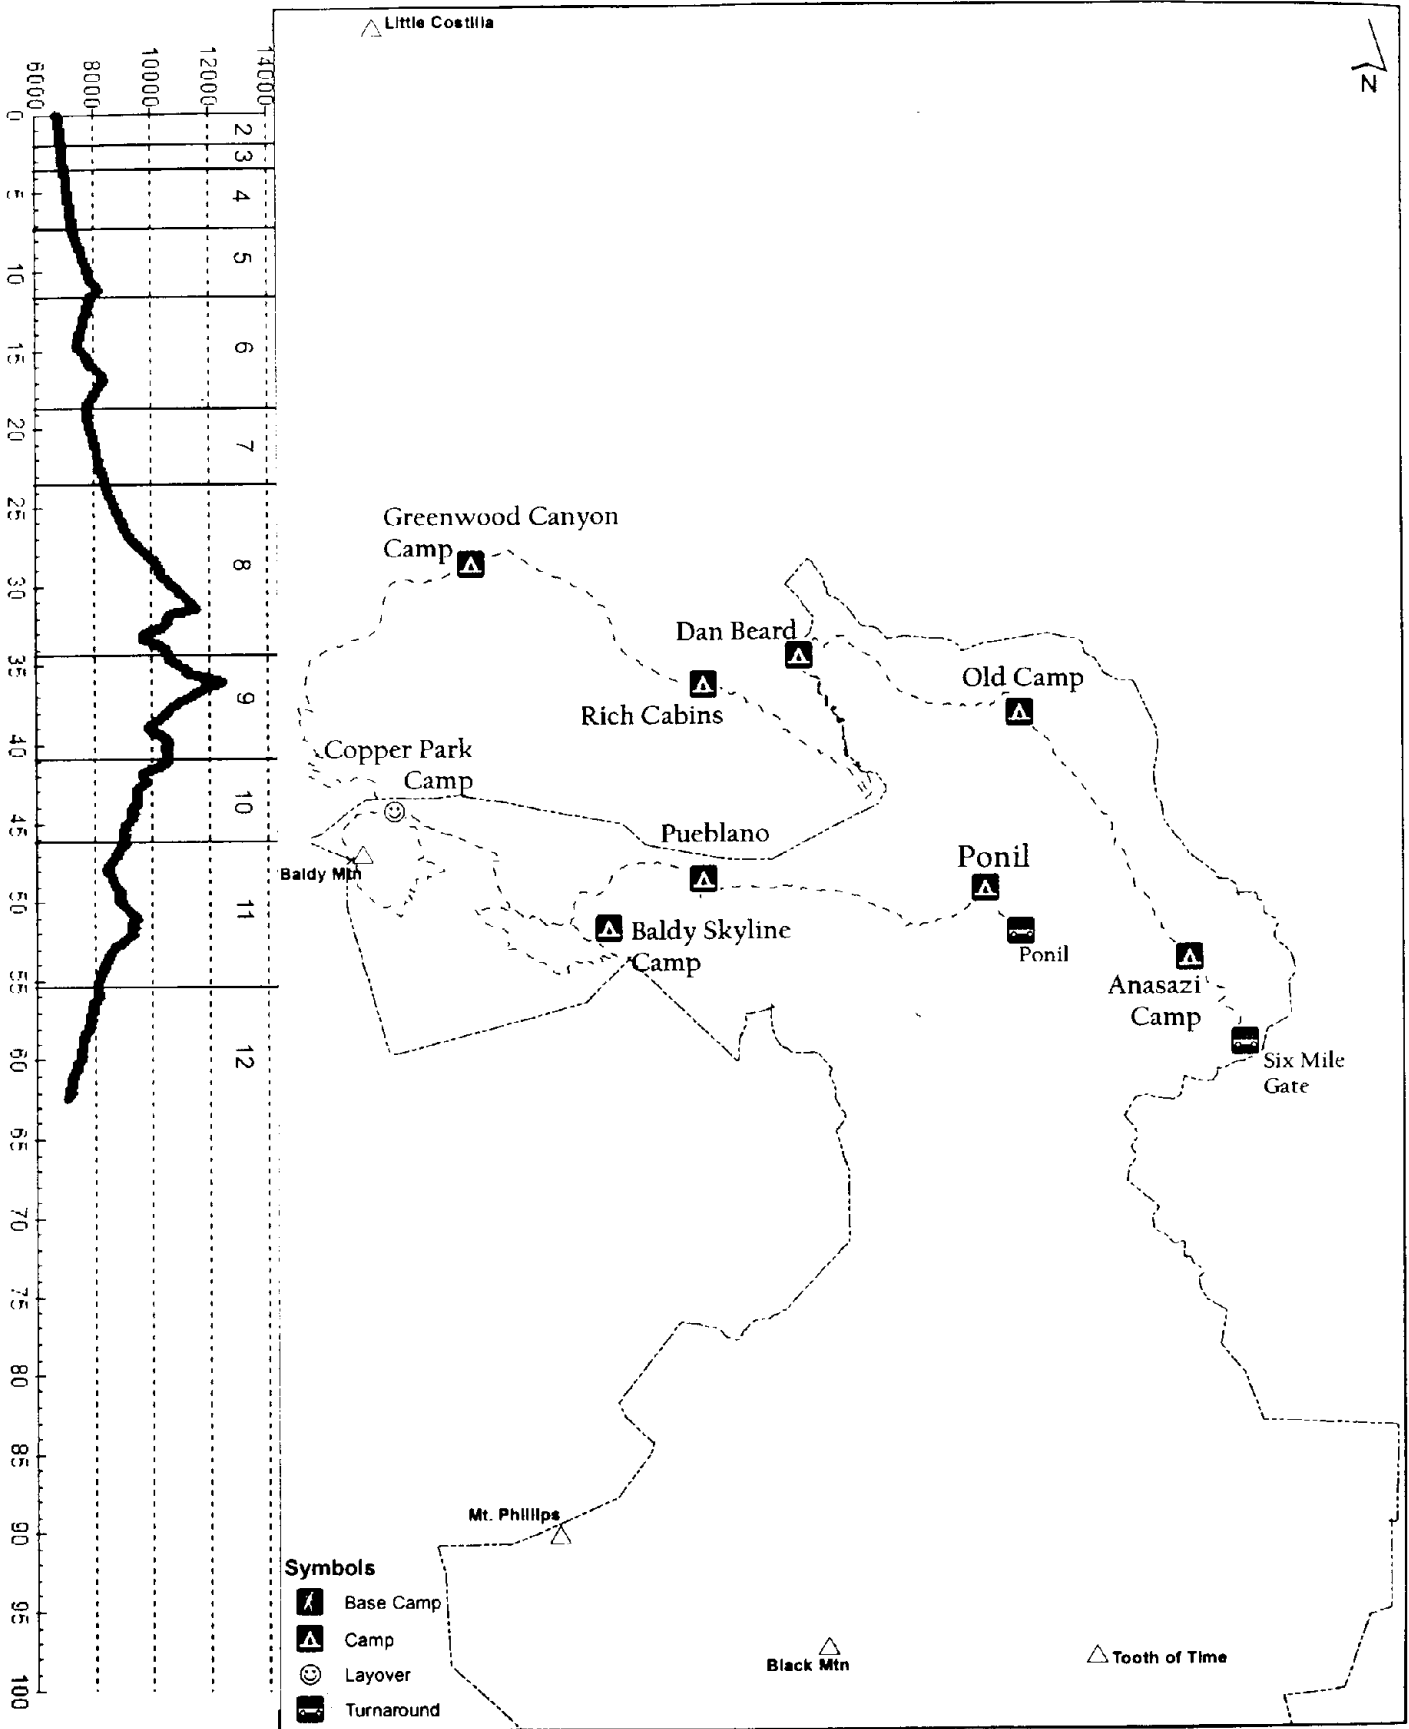 Little Costilla
N
14000
12000
10000
8000
6000
0
5
10
15
20
25
30
35
40
45
50
55
60
65
70
75
80
85
90
95
100
2
3
4
5
6
7
8
9
10
11
12
Greenwood Canyon
Camp
Dan Beard
Old Camp
Rich Cabins
Copper Park
Camp
Pueblano
Ponil
Baldy Mtn
Baldy Skyline
Camp
Ponil
Anasazi
Camp
Six Mile
Gate
Mt. Phillips
Symbols
Base Camp
Camp
Layover
Turnaround
Black Mtn
Tooth of Time